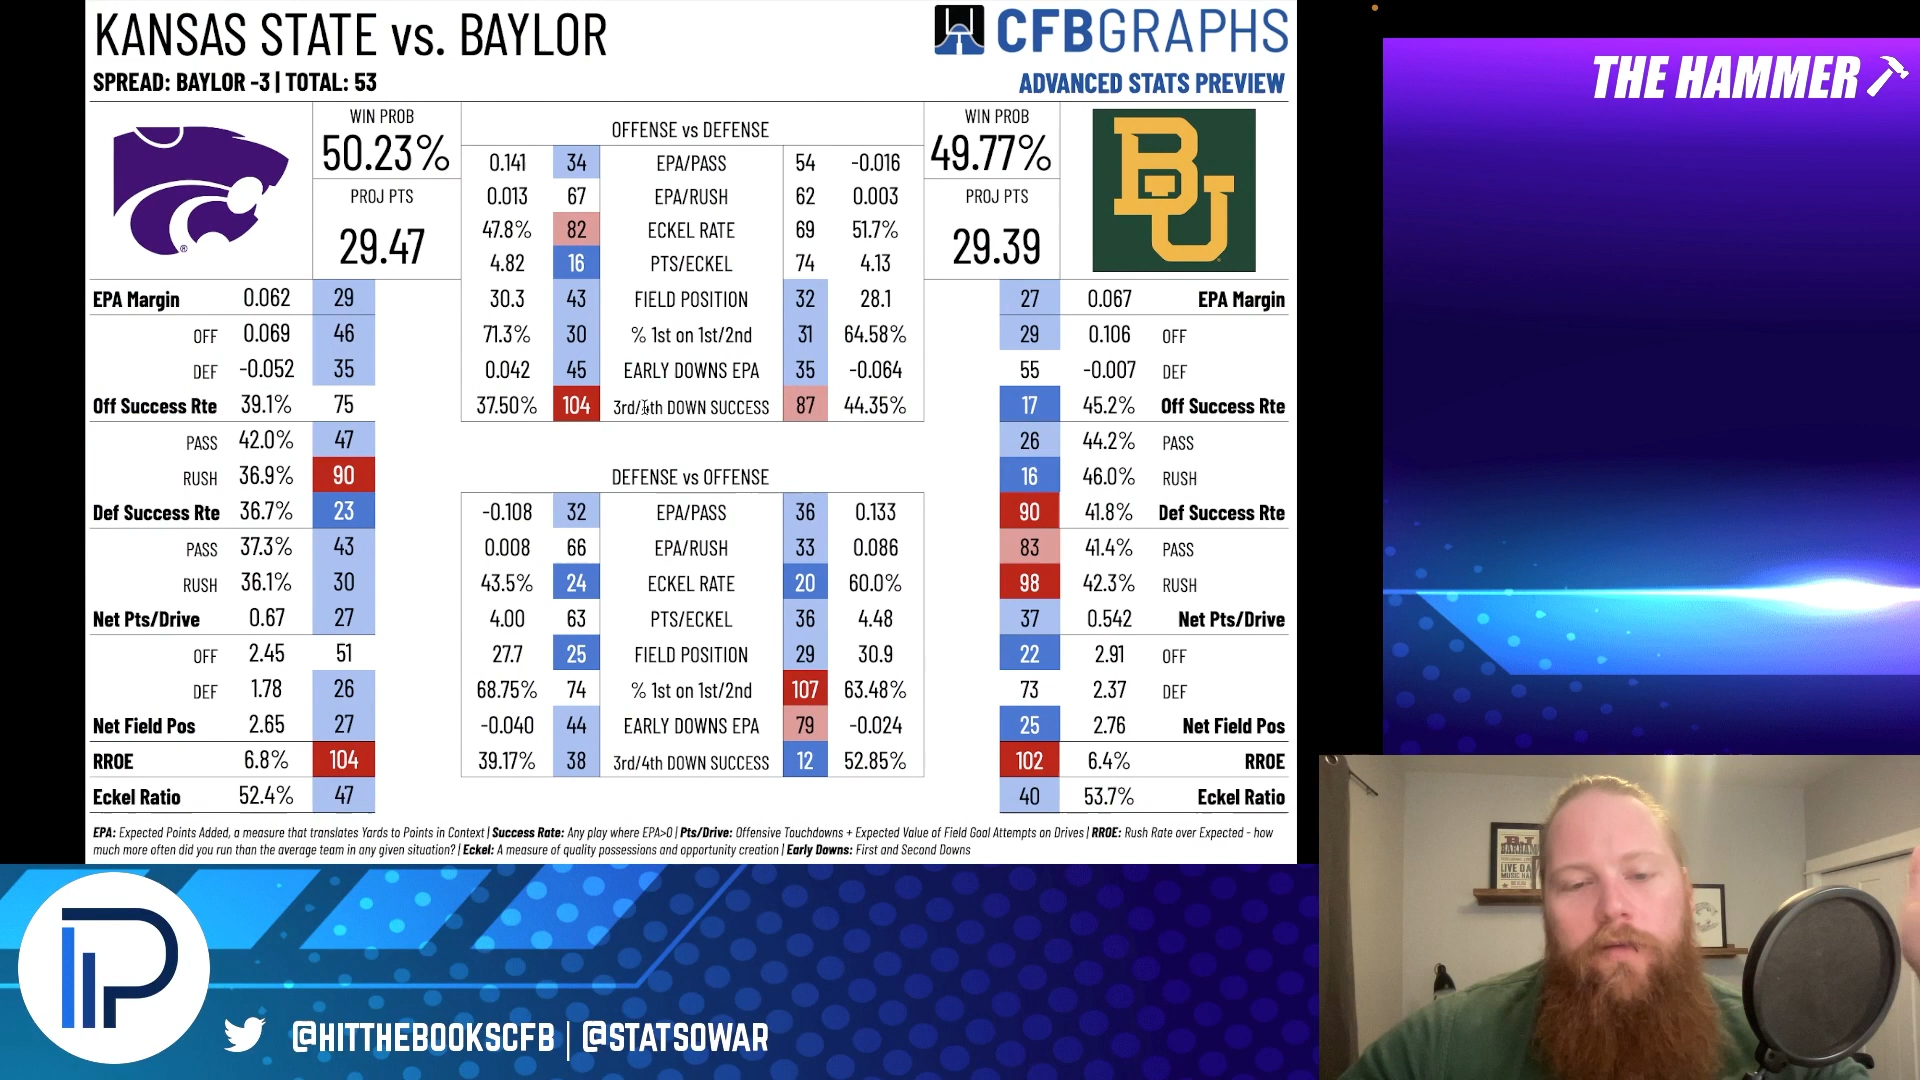 KANSAS STATE vs. BAYLOR
SPREAD: BAYLOR -3 | TOTAL: 53
CFBGRAPHS
ADVANCED STATS PREVIEW
THE HAMMER
WIN PROB
50.23%
PROJ PTS
29.47
WIN PROB
49.77%
PROJ PTS
29.39
BU
OFFENSE vs DEFENSE
0.141 34 EPA/PASS 54 -0.016
0.013 67 EPA/RUSH 62 0.003
47.8% 82 ECKEL RATE 69 51.7%
4.82 16 PTS/ECKEL 74 4.13
30.3 43 FIELD POSITION 32 28.1
71.3% 30 % 1st on 1st/2nd 31 64.58%
0.042 45 EARLY DOWNS EPA 35 -0.064
37.50% 104 3rd/4th DOWN SUCCESS 87 44.35%
DEFENSE vs OFFENSE
-0.108 32 EPA/PASS 36 0.133
0.008 66 EPA/RUSH 33 0.086
43.5% 24 ECKEL RATE 20 60.0%
4.00 63 PTS/ECKEL 36 4.48
27.7 25 FIELD POSITION 29 30.9
68.75% 74 % 1st on 1st/2nd 107 63.48%
-0.040 44 EARLY DOWNS EPA 79 -0.024
39.17% 38 3rd/4th DOWN SUCCESS 12 52.85%
EPA Margin 0.062 29
OFF 0.069 46
DEF -0.052 35
Off Success Rte 39.1% 75
PASS 42.0% 47
RUSH 36.9% 90
Def Success Rte 36.7% 23
PASS 37.3% 43
RUSH 36.1% 30
Net Pts/Drive 0.67 27
OFF 2.45 51
DEF 1.78 26
Net Field Pos 2.65 27
RROE 6.8% 104
Eckel Ratio 52.4% 47
27 0.067 EPA Margin
29 0.106 OFF
55 -0.007 DEF
17 45.2% Off Success Rte
26 44.2% PASS
16 46.0% RUSH
90 41.8% Def Success Rte
83 41.4% PASS
98 42.3% RUSH
37 0.542 Net Pts/Drive
22 2.91 OFF
73 2.37 DEF
25 2.76 Net Field Pos
102 6.4% RROE
40 53.7% Eckel Ratio
EPA: Expected Points Added, a measure that translates Yards to Points in Context | Success Rate: Any play where EPA>0 | Pts/Drive: Offensive Touchdowns + Expected Value of Field Goal Attempts on Drives | RROE: Rush Rate over Expected - how
much more often did you run than the average team in any given situation? | Eckel: A measure of quality possessions and opportunity creation | Early Downs: First and Second Downs
@HITTHEBOOKSCFB | @STATSOWAR